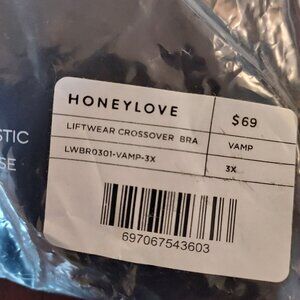 HONEYLOVE $69
LIFTWEAR CROSSOVER BRA VAMP
LWBR0301-VAMP-3X 3X
697067543603
STIC
SE